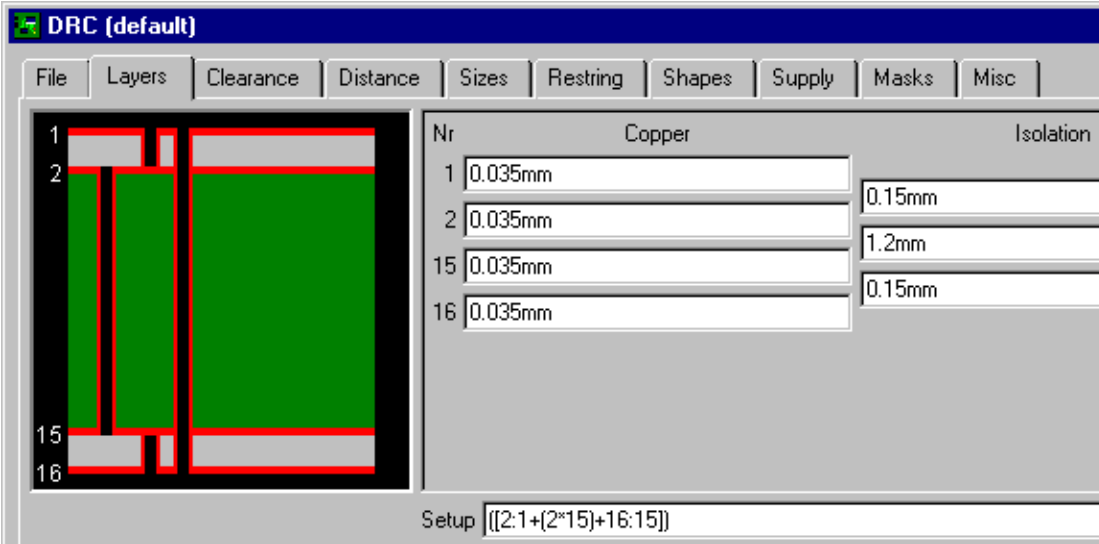 DRC (default)
File Layers Clearance Distance Sizes Restring Shapes Supply Masks Misc
1
2
15
16
Nr Copper Isolation
1 0.035mm
0.15mm
2 0.035mm
1.2mm
15 0.035mm
0.15mm
16 0.035mm
Setup ([2:1+(2*15)+16:15])